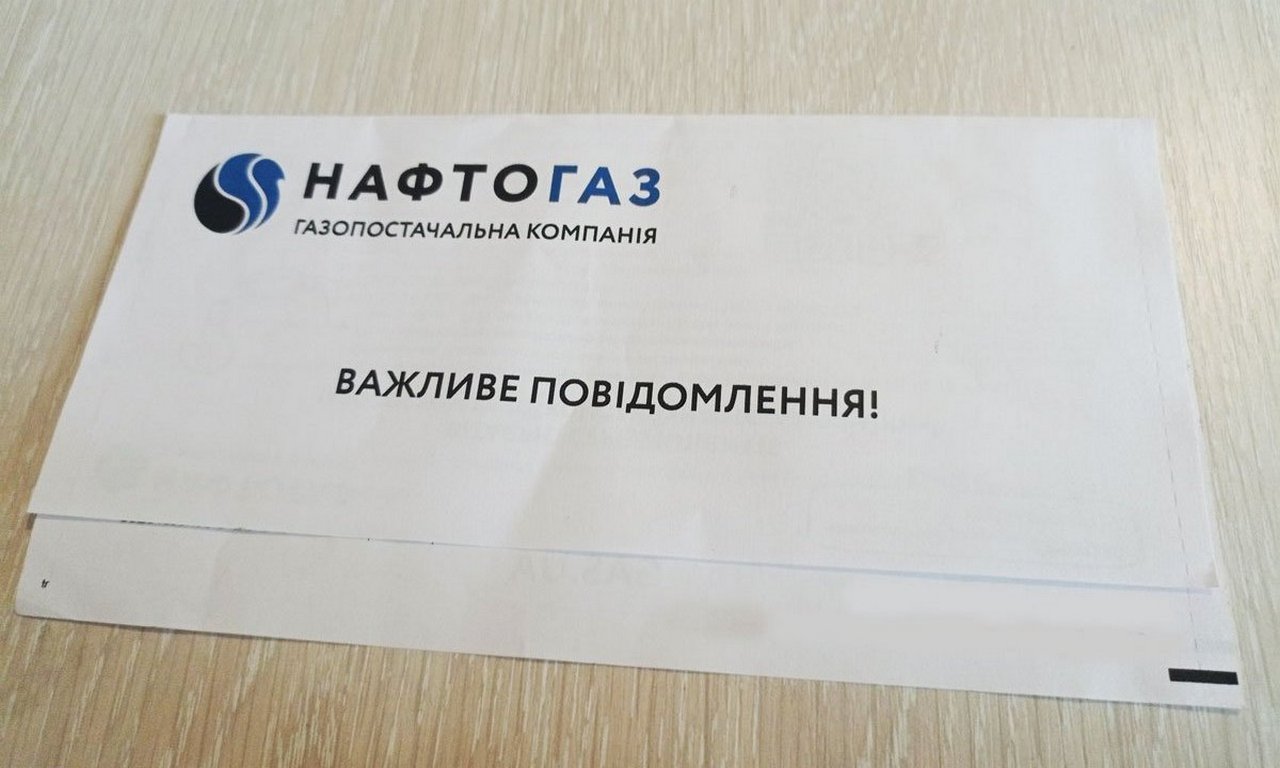 НАФТОГАЗ
ГАЗОПОСТАЧАЛЬНА КОМПАНІЯ
ВАЖЛИВЕ ПОВІДОМЛЕННЯ!